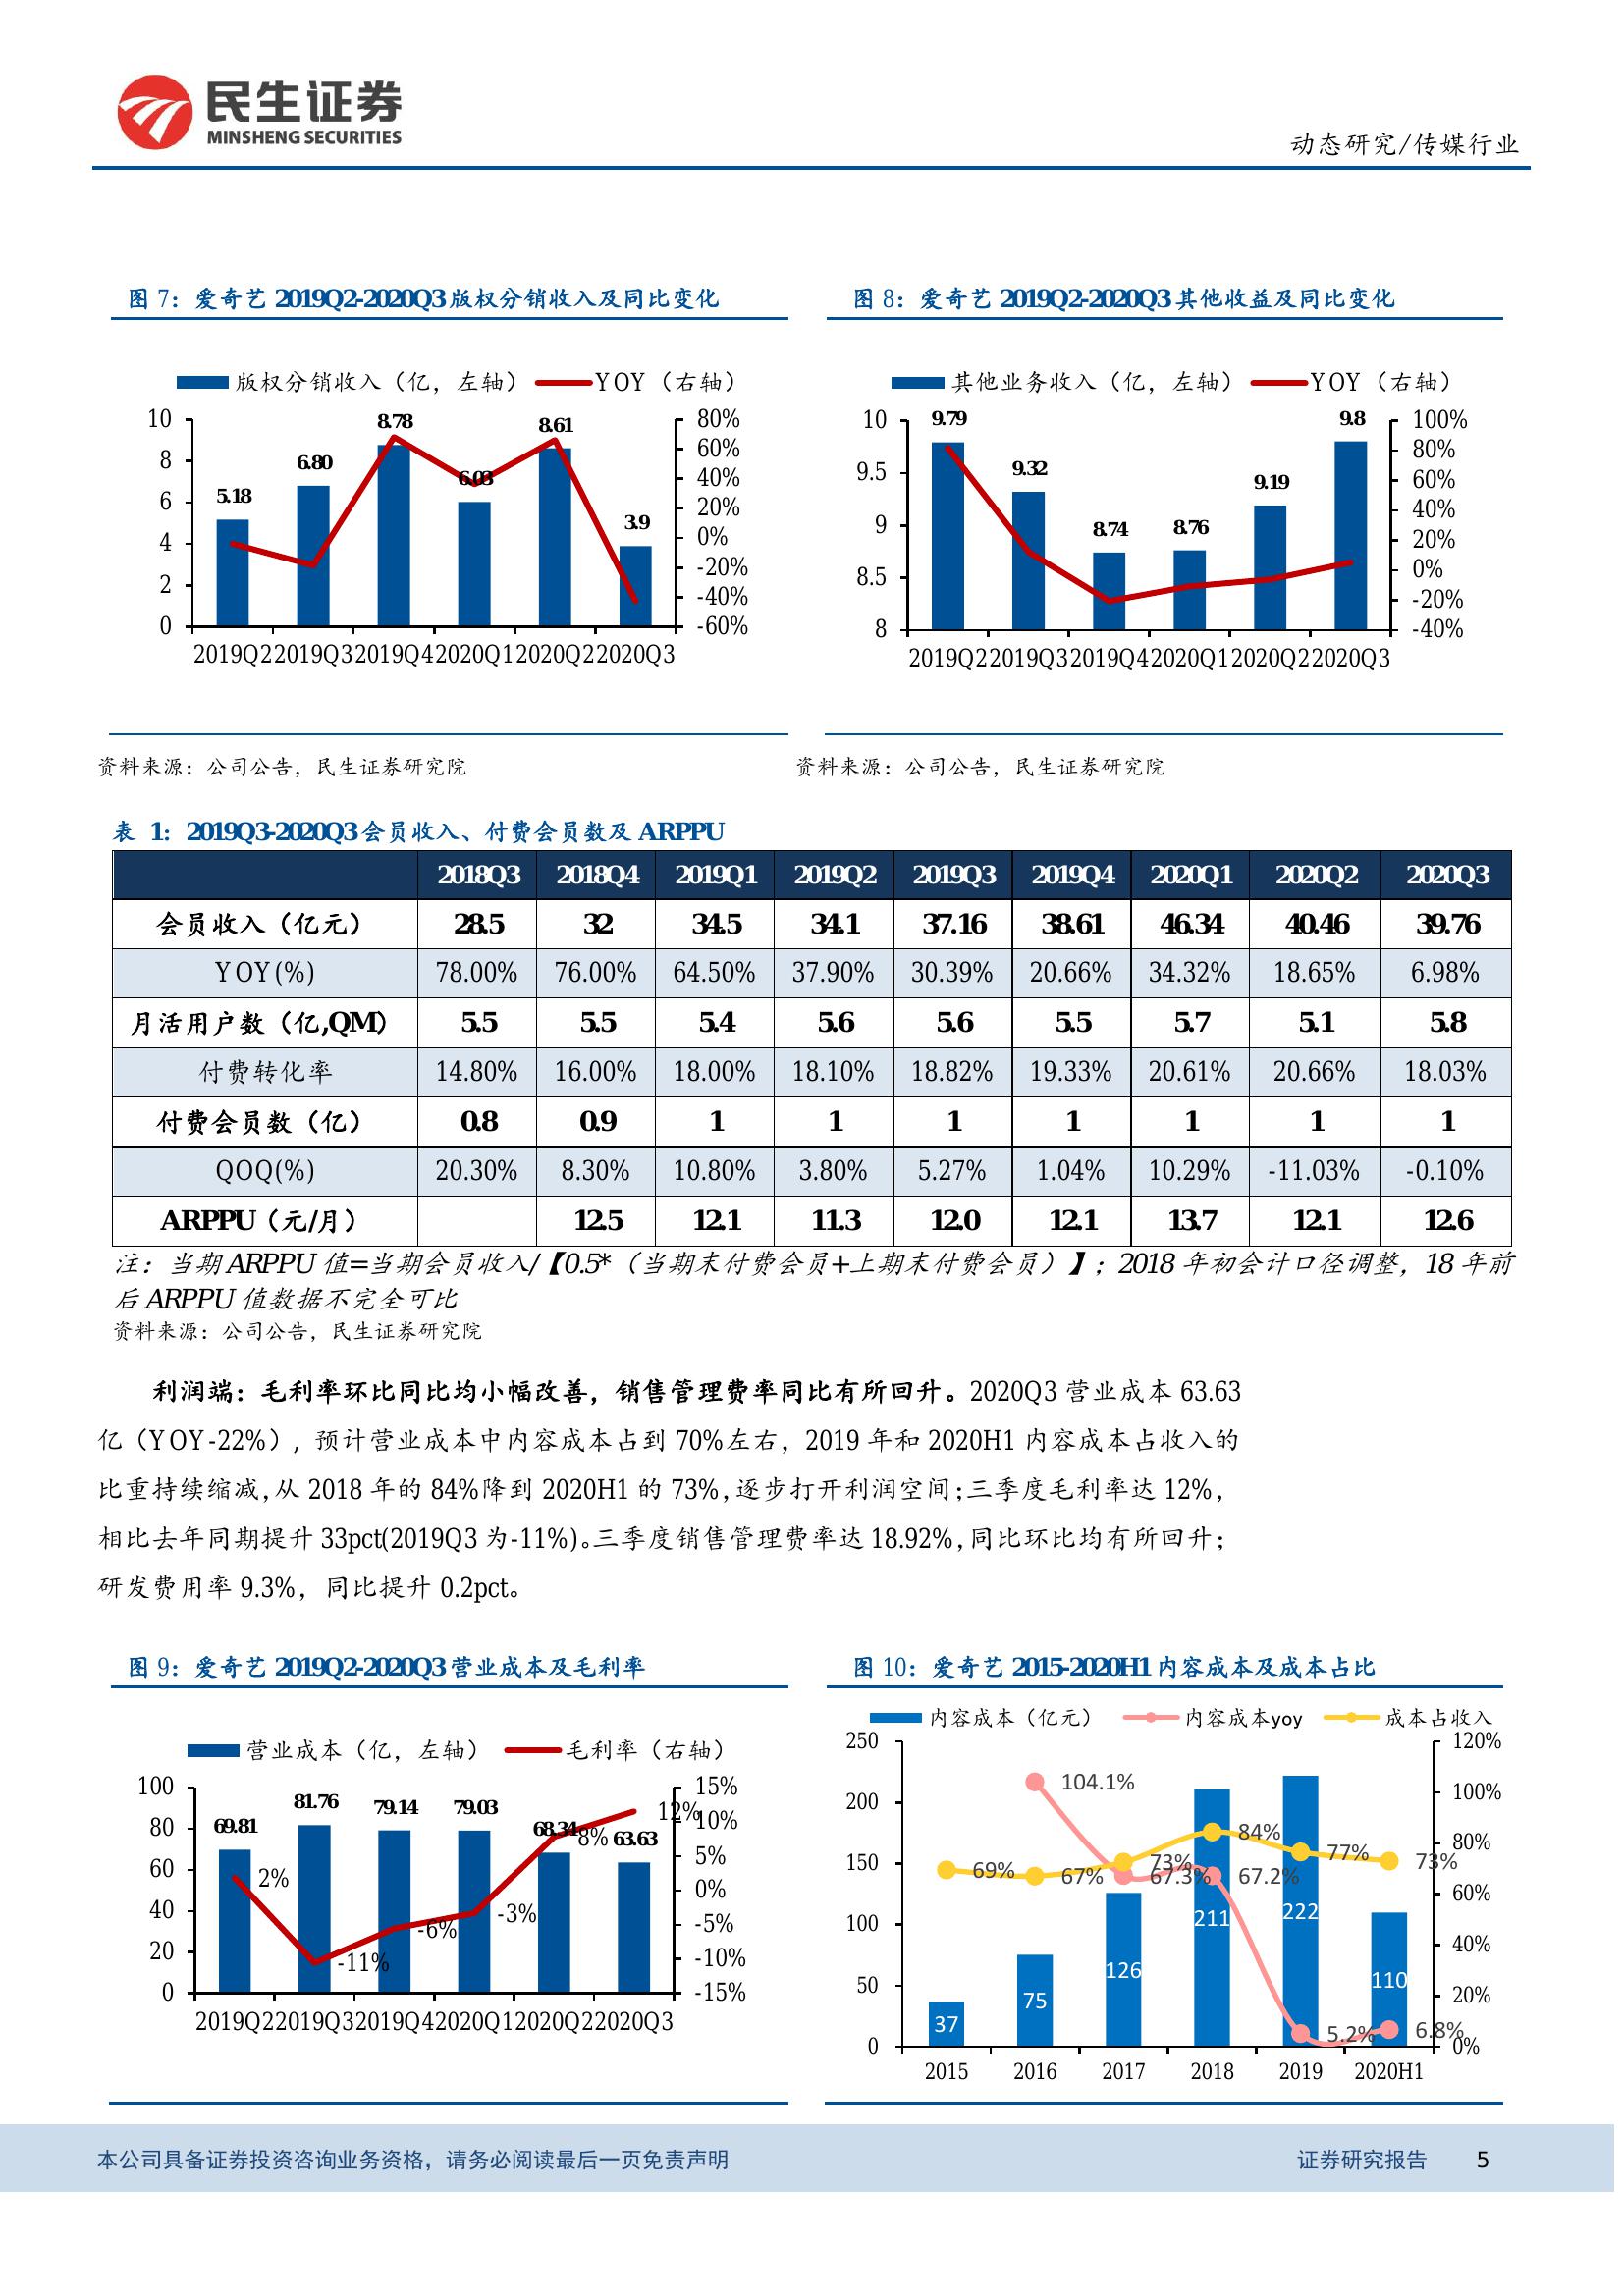 民生证券
MINSHENG SECURITIES
动态研究/传媒行业
图 7：爱奇艺 2019Q2-2020Q3 版权分销收入及同比变化
版权分销收入（亿，左轴） YOY（右轴）
10
8
6
4
2
0
80%
60%
40%
20%
0%
-20%
-40%
-60%
5.18 6.80 8.78 6.03 8.61 3.9
2019Q2 2019Q3 2019Q4 2020Q1 2020Q2 2020Q3
资料来源：公司公告，民生证券研究院
图 8：爱奇艺 2019Q2-2020Q3 其他收益及同比变化
其他业务收入（亿，左轴） YOY（右轴）
10
9.5
9
8.5
8
100%
80%
60%
40%
20%
0%
-20%
-40%
9.79 9.32 8.74 8.76 9.19 9.8
2019Q2 2019Q3 2019Q4 2020Q1 2020Q2 2020Q3
资料来源：公司公告，民生证券研究院
表 1：2019Q3-2020Q3 会员收入、付费会员数及 ARPPU
2018Q3 2018Q4 2019Q1 2019Q2 2019Q3 2019Q4 2020Q1 2020Q2 2020Q3
会员收入（亿元） 28.5 32 34.5 34.1 37.16 38.61 46.34 40.46 39.76
YOY(%) 78.00% 76.00% 64.50% 37.90% 30.39% 20.66% 34.32% 18.65% 6.98%
月活用户数（亿,QM） 5.5 5.5 5.4 5.6 5.6 5.5 5.7 5.1 5.8
付费转化率 14.80% 16.00% 18.00% 18.10% 18.82% 19.33% 20.61% 20.66% 18.03%
付费会员数（亿） 0.8 0.9 1 1 1 1 1 1 1
QOQ(%) 20.30% 8.30% 10.80% 3.80% 5.27% 1.04% 10.29% -11.03% -0.10%
ARPPU（元/月） 12.5 12.1 11.3 12.0 12.1 13.7 12.1 12.6
注：当期 ARPPU 值=当期会员收入/【0.5*（当期末付费会员+上期末付费会员）】；2018 年初会计口径调整，18 年前
后 ARPPU 值数据不完全可比
资料来源：公司公告，民生证券研究院
利润端：毛利率环比同比均小幅改善，销售管理费率同比有所回升。2020Q3 营业成本 63.63
亿（YOY-22%），预计营业成本中内容成本占到 70%左右，2019 年和 2020H1 内容成本占收入的
比重持续缩减，从 2018 年的 84%降到 2020H1 的 73%，逐步打开利润空间；三季度毛利率达 12%，
相比去年同期提升 33pct(2019Q3 为-11%)。三季度销售管理费率达 18.92%，同比环比均有所回升；
研发费用率 9.3%，同比提升 0.2pct。
图 9：爱奇艺 2019Q2-2020Q3 营业成本及毛利率
营业成本（亿，左轴） 毛利率（右轴）
100
80
60
40
20
0
15%
10%
5%
0%
-5%
-10%
-15%
69.81 81.76 79.14 79.03 68.34 63.63
2% -11% -6% -3% 8% 12%
2019Q2 2019Q3 2019Q4 2020Q1 2020Q2 2020Q3
图 10：爱奇艺 2015-2020H1 内容成本及成本占比
内容成本（亿元） 内容成本yoy 成本占收入
250
200
150
100
50
0
120%
100%
80%
60%
40%
20%
0%
104.1% 67.3% 67.2% 5.2% 6.8%
69% 67% 73% 84% 77% 73%
37 75 126 211 222 110
2015 2016 2017 2018 2019 2020H1
本公司具备证券投资咨询业务资格，请务必阅读最后一页免责声明
证券研究报告 5